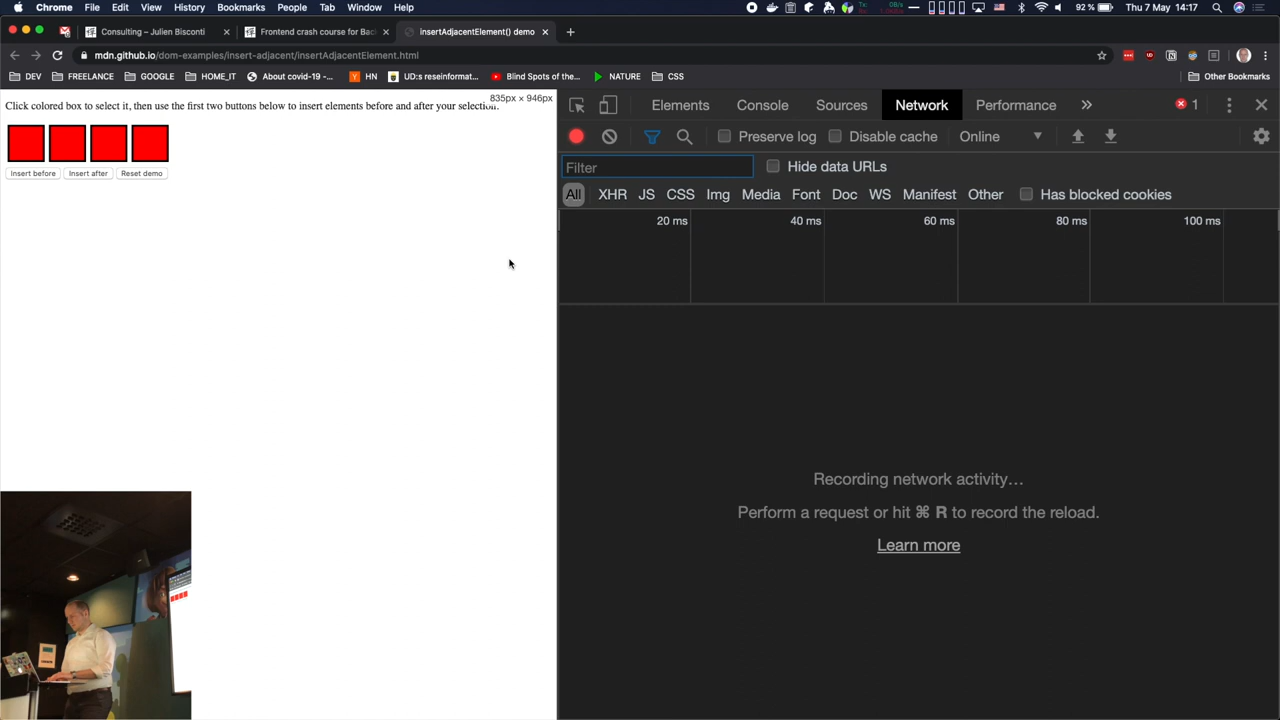 Chrome File Edit View History Bookmarks People Tab Window Help 92 % Thu 7 May 14:17
Consulting – Julien Bisconti
Frontend crash course for Bac
insertAdjacentElement() demo
mdn.github.io/dom-examples/insert-adjacent/insertAdjacentElement.html
DEV FREELANCE GOOGLE HOME_IT About covid-19 -... HN UD:s reseinformat... Blind Spots of the... NATURE CSS Other Bookmarks
835px × 946px
Click colored box to select it, then use the first two buttons below to insert elements before and after your selection.
Insert before Insert after Reset demo
Elements Console Sources Network Performance » 1
Preserve log Disable cache Online
Filter Hide data URLs
All XHR JS CSS Img Media Font Doc WS Manifest Other Has blocked cookies
20 ms 40 ms 60 ms 80 ms 100 ms
Recording network activity…
Perform a request or hit ⌘ R to record the reload.
Learn more